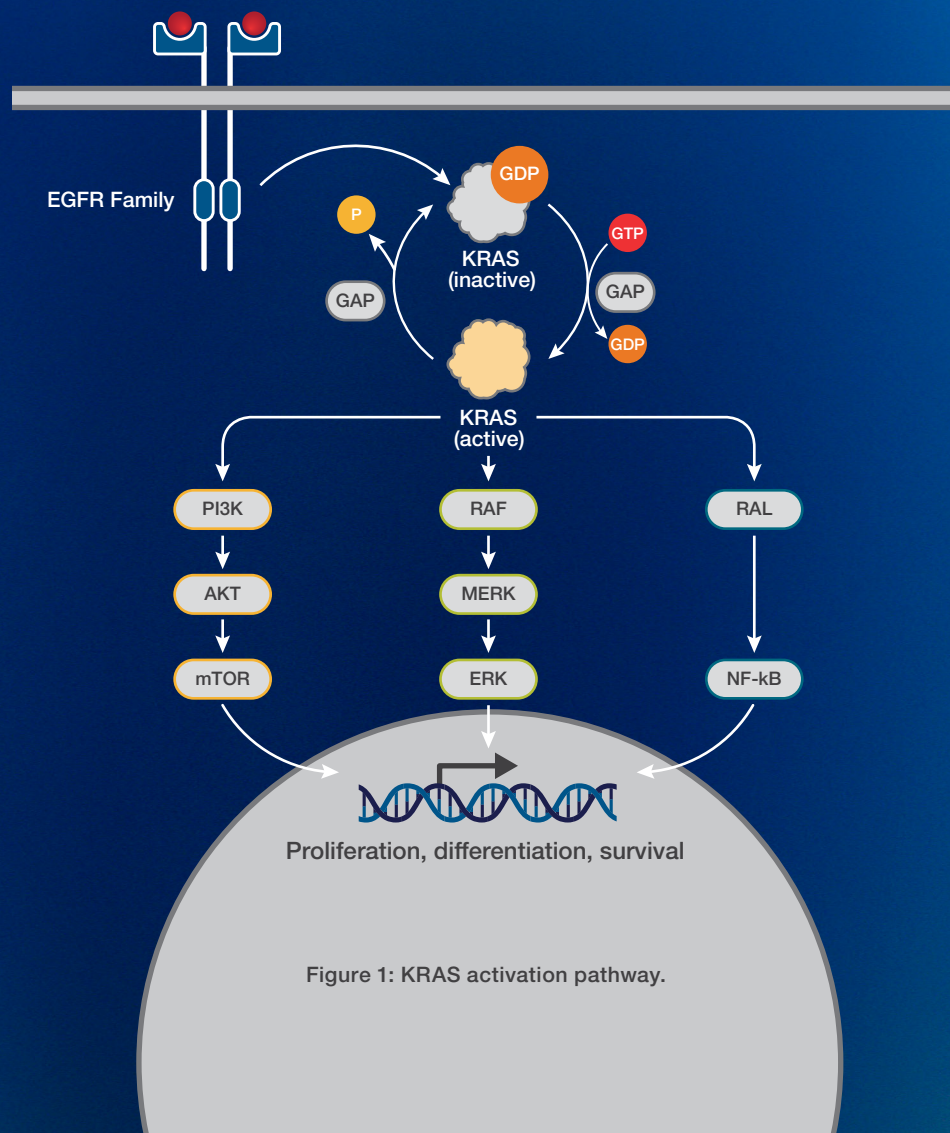 EGFR Family
GDP
P
GTP
KRAS
(inactive)
GAP
GAP
GDP
KRAS
(active)
PI3K
RAF
RAL
AKT
MERK
mTOR
ERK
NF-kB
Proliferation, differentiation, survival
Figure 1: KRAS activation pathway.